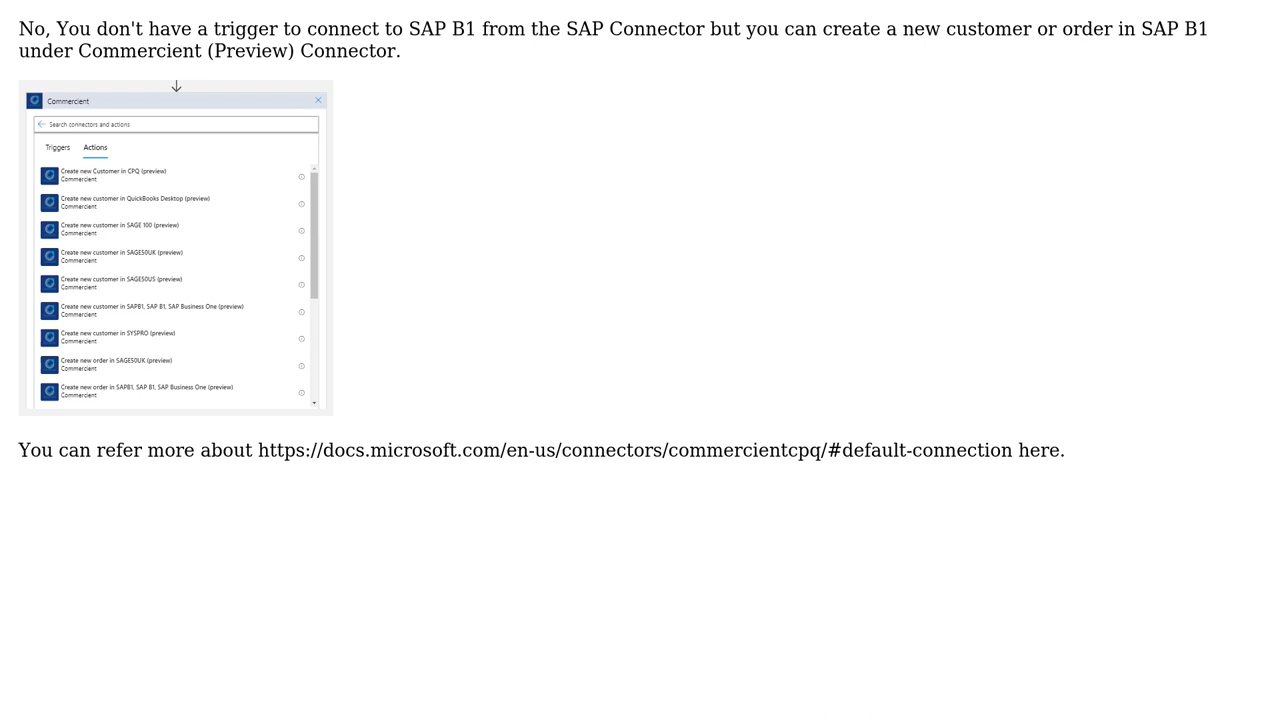 No, You don't have a trigger to connect to SAP B1 from the SAP Connector but you can create a new customer or order in SAP B1
under Commercient (Preview) Connector.
Commercient
Search connectors and actions
Triggers Actions
Create new Customer in CPQ (preview)
Commercient
Create new customer in QuickBooks Desktop (preview)
Commercient
Create new customer in SAGE 100 (preview)
Commercient
Create new customer in SAGE50UK (preview)
Commercient
Create new customer in SAGE50US (preview)
Commercient
Create new customer in SAPB1, SAP B1, SAP Business One (preview)
Commercient
Create new customer in SYSPRO (preview)
Commercient
Create new order in SAGE50UK (preview)
Commercient
Create new order in SAPB1, SAP B1, SAP Business One (preview)
Commercient
You can refer more about https://docs.microsoft.com/en-us/connectors/commercientcpq/#default-connection here.